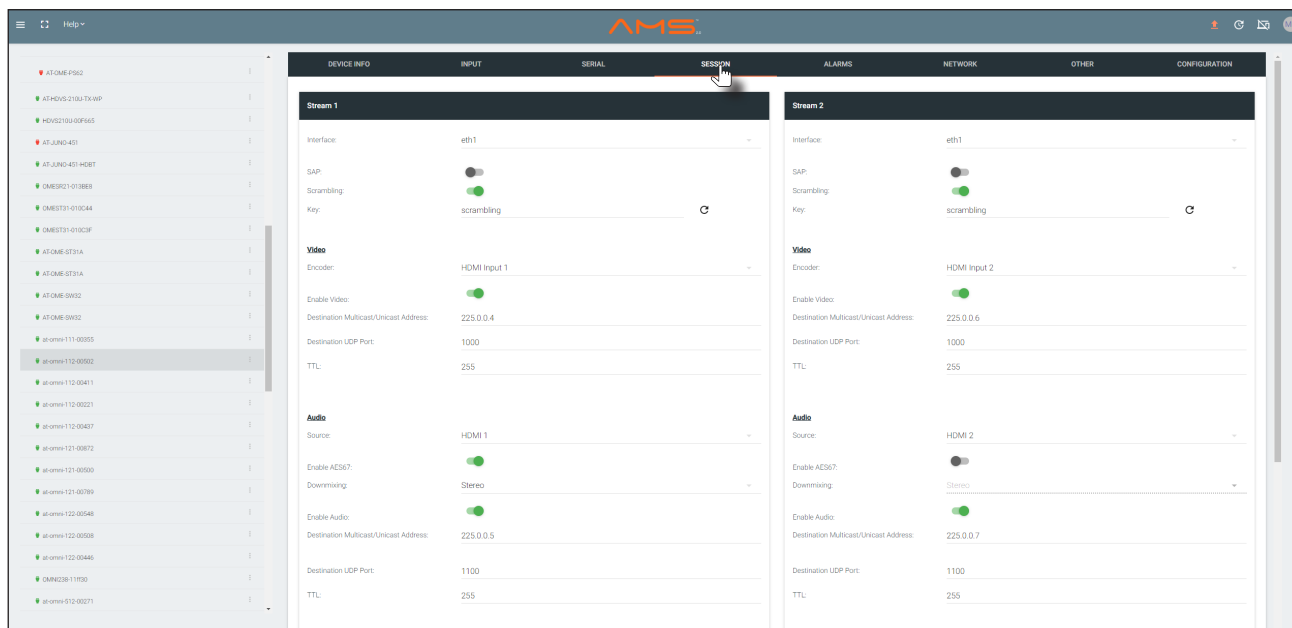 Help
AMS
AT-OME-PS62
AT-HDVS-210U-TX-WP
HDVS210U-00F665
AT-JUNO-451
AT-JUNO-451-HDBT
OMESR21-013BE8
OMEST31-010C44
OMEST31-010C3F
AT-OME-ST31A
AT-OME-ST31A
AT-OME-SW32
AT-OME-SW32
at-omni-111-00355
at-omni-112-00502
at-omni-112-00411
at-omni-112-00221
at-omni-112-00437
at-omni-121-00872
at-omni-121-00500
at-omni-121-00789
at-omni-122-00548
at-omni-122-00508
at-omni-122-00446
OMNI238-11ff30
at-omni-512-00271
DEVICE INFO INPUT SERIAL SESSION ALARMS NETWORK OTHER CONFIGURATION
Stream 1
Interface: eth1
SAP:
Scrambling:
Key: scrambling
Video
Encoder: HDMI Input 1
Enable Video:
Destination Multicast/Unicast Address: 225.0.0.4
Destination UDP Port: 1000
TTL: 255
Audio
Source: HDMI 1
Enable AES67:
Downmixing: Stereo
Enable Audio:
Destination Multicast/Unicast Address: 225.0.0.5
Destination UDP Port: 1100
TTL: 255
Stream 2
Interface: eth1
SAP:
Scrambling:
Key: scrambling
Video
Encoder: HDMI Input 2
Enable Video:
Destination Multicast/Unicast Address: 225.0.0.6
Destination UDP Port: 1000
TTL: 255
Audio
Source: HDMI 2
Enable AES67:
Downmixing: Stereo
Enable Audio:
Destination Multicast/Unicast Address: 225.0.0.7
Destination UDP Port: 1100
TTL: 255